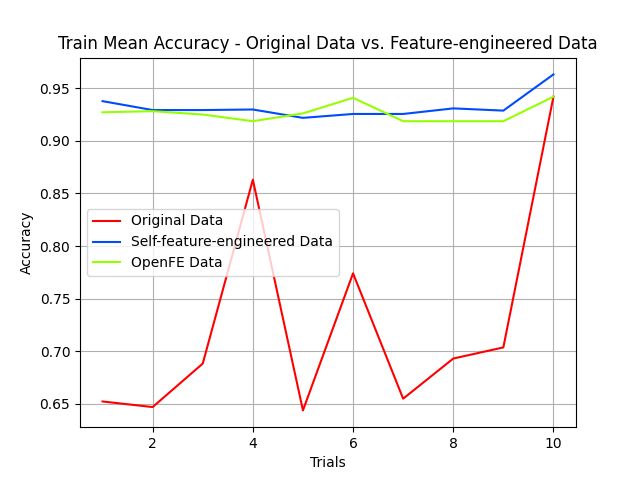 Train Mean Accuracy - Original Data vs. Feature-engineered Data
0.95
0.90
0.85
0.80
0.75
0.70
0.65
Accuracy
Original Data
Self-feature-engineered Data
OpenFE Data
2 4 6 8 10
Trials